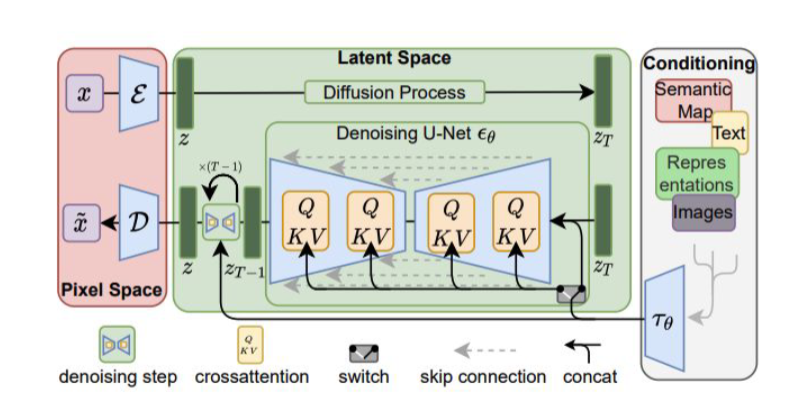 Latent Space
Conditioning
x
ℰ
Diffusion Process
z
z_T
Semantic
Map
Text
Denoising U-Net ϵ_θ
Repres
entations
Images
×(T−1)
Q
KV
Q
KV
Q
KV
Q
KV
x̃
𝒟
z
z_{T−1}
z_T
Pixel Space
τ_θ
Q
KV
denoising step
crossattention
switch
skip connection
concat